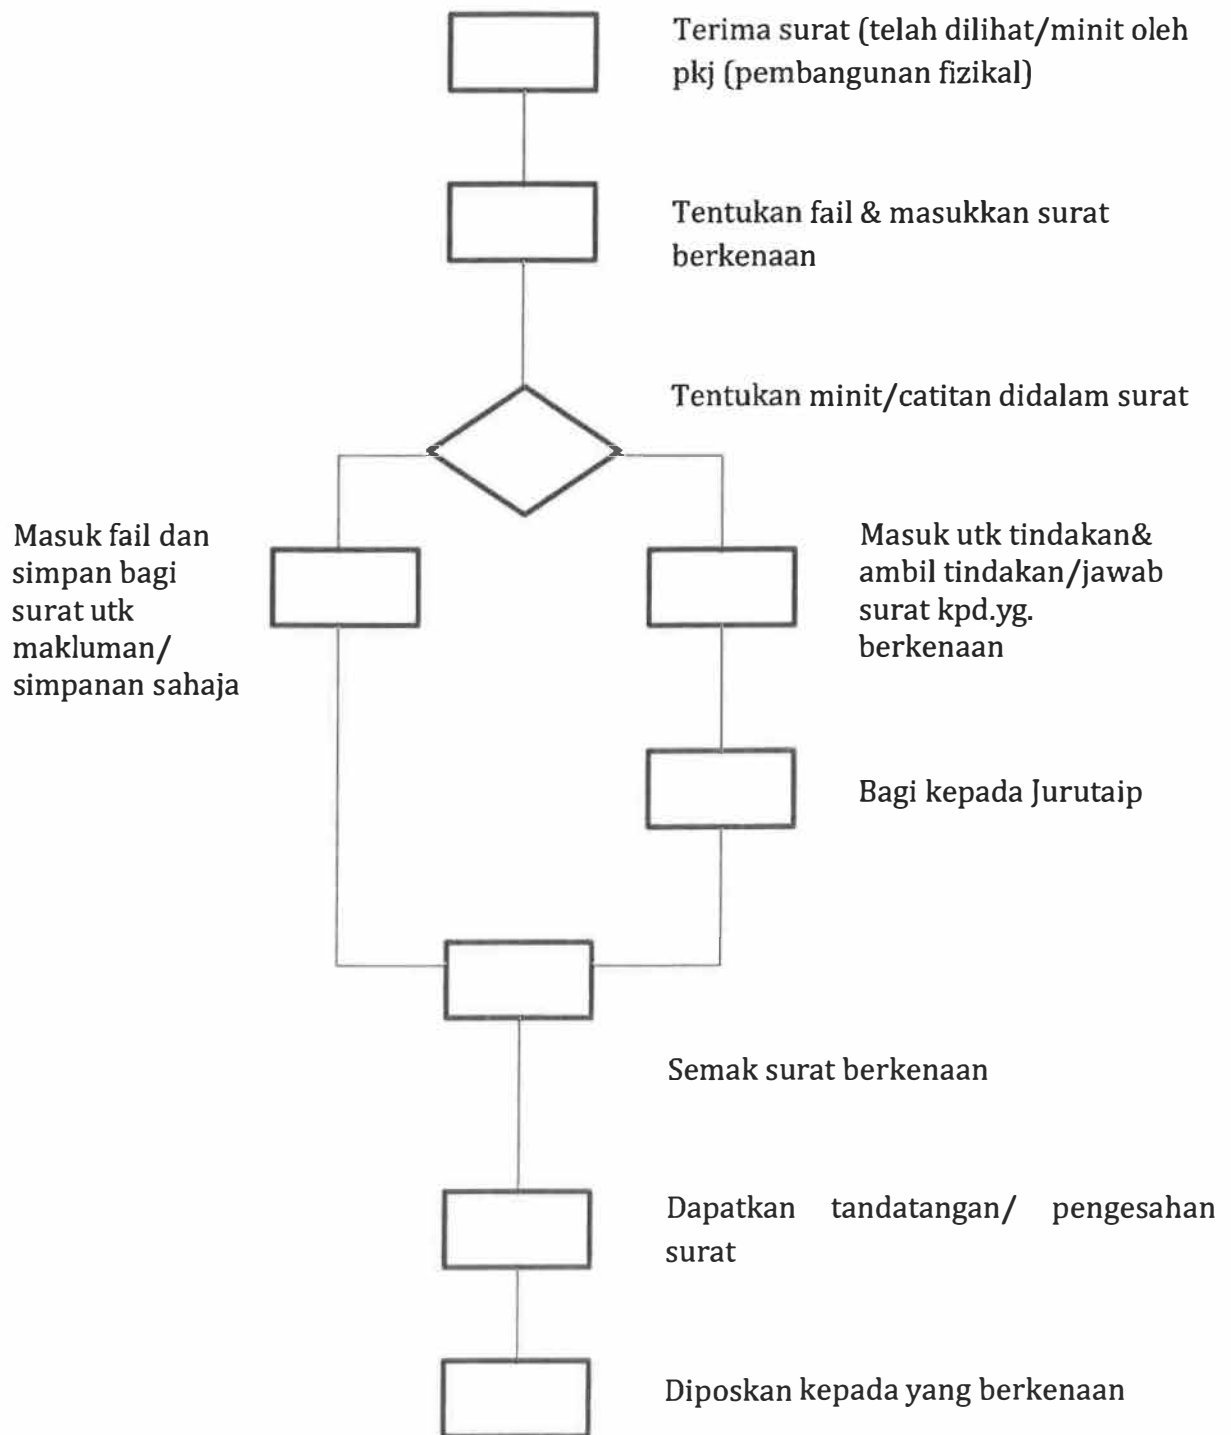 Terima surat (telah dilihat/minit oleh
pkj (pembangunan fizikal)
Tentukan fail & masukkan surat
berkenaan
Tentukan minit/catitan didalam surat
Masuk fail dan
simpan bagi
surat utk
makluman/
simpanan sahaja
Masuk utk tindakan&
ambil tindakan/jawab
surat kpd.yg.
berkenaan
Bagi kepada Jurutaip
Semak surat berkenaan
Dapatkan tandatangan/ pengesahan
surat
Diposkan kepada yang berkenaan